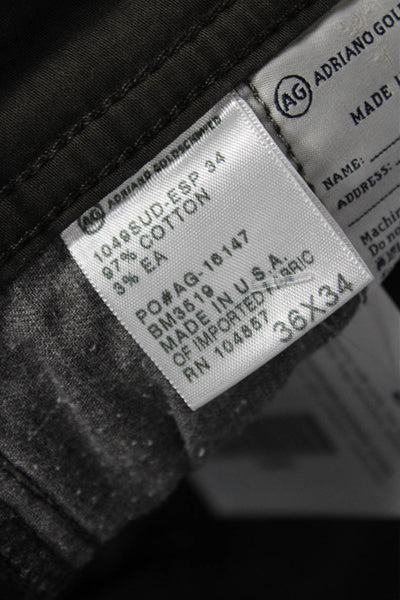 AG ADRIANO GOLDSCHMIED
1049SUD-ESP 34
97% COTTON
3% EA
PO#AG-16147
BM3519
MADE IN U.S.A.
OF IMPORTED FABRIC
RN 104857
36X34
AG ADRIANO GOL
MADE I
NAME:
ADDRESS:
Machin
Do no